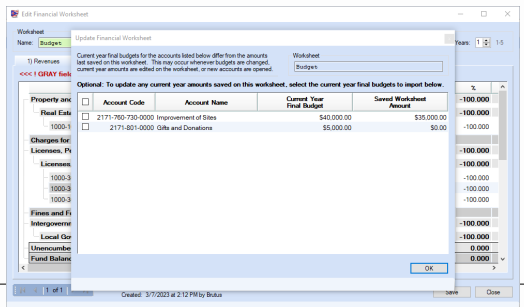 Edit Financial Worksheet
Worksheet
Name: Budget
Years: 1 1-5
Update Financial Worksheet
Current year final budgets for the accounts listed below differ from the amounts
last saved on this worksheet. This may occur whenever budgets are changed,
current year amounts are edited on the worksheet, or new accounts are opened.
Worksheet
Budget
Optional: To update any current year amounts saved on this worksheet, select the current year final budgets to import below.
Account Code Account Name Current Year Final Budget Saved Worksheet Amount
2171-760-730-0000 Improvement of Sites $40,000.00 $35,000.00
2171-801-0000 Gifts and Donations $5,000.00 $0.00
OK
1) Revenues
<<< ! GRAY
%
Property and -100.000
Real Esta -100.000
1000-1 -100.000
Charges for
Licenses, Pe -100.000
Licenses -100.000
1000-3 -100.000
1000-3 -100.000
1000-3 -100.000
Fines and Fo
Intergovernm -100.000
Local Gov -100.000
Unencumbe 0.000
Fund Balanc 0.000
1 of 1
Created: 3/7/2023 at 2:12 PM by Brutus
Save Close